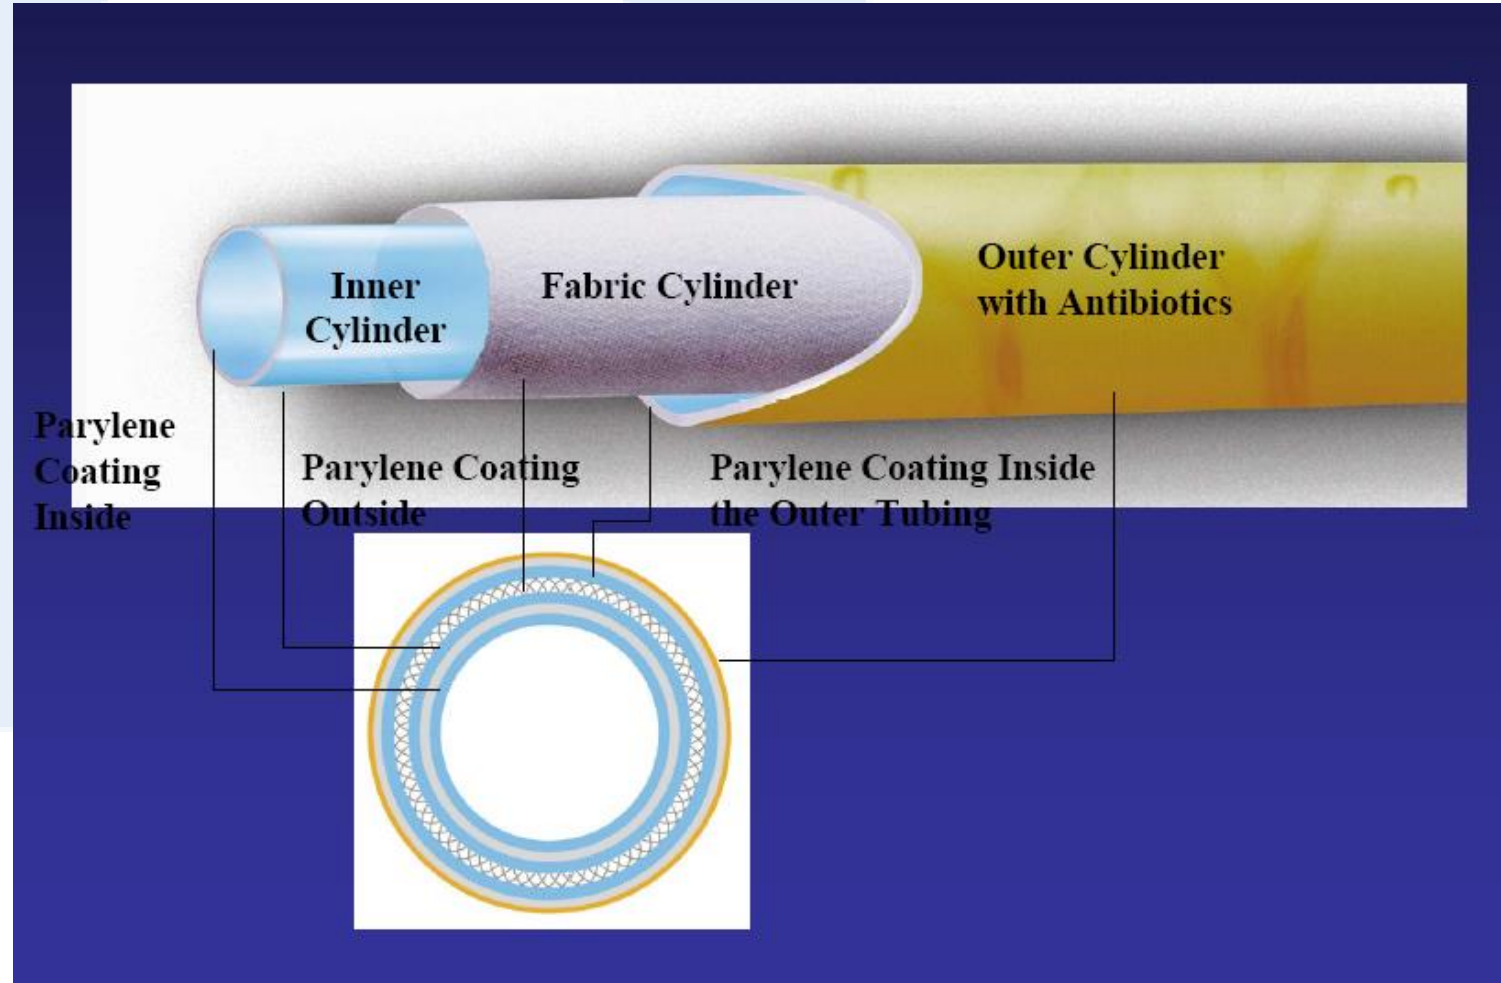 Inner
Cylinder
Fabric Cylinder
Outer Cylinder
with Antibiotics
Parylene
Coating
Inside
Parylene Coating
Outside
Parylene Coating Inside
the Outer Tubing